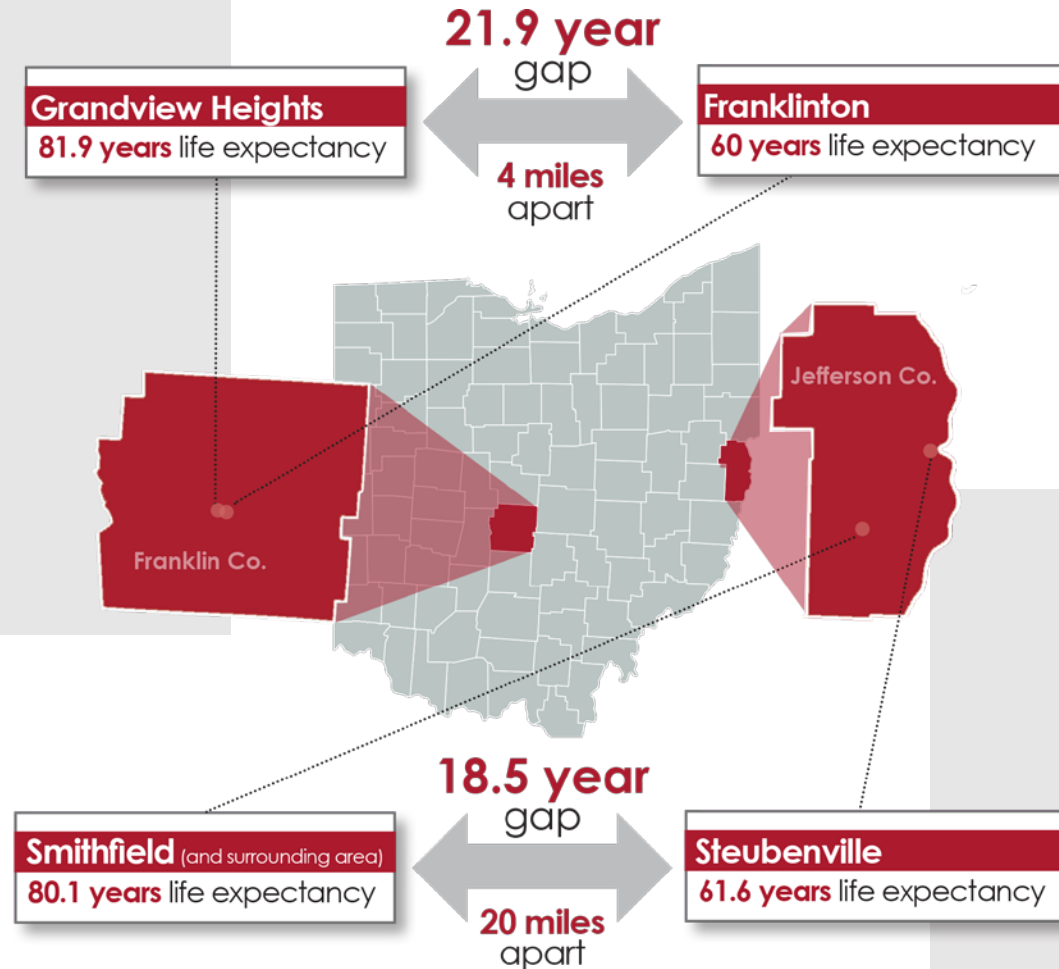 21.9 year
gap
Grandview Heights
81.9 years life expectancy
Franklinton
60 years life expectancy
4 miles
apart
Jefferson Co.
Franklin Co.
18.5 year
gap
Smithfield (and surrounding area)
80.1 years life expectancy
Steubenville
61.6 years life expectancy
20 miles
apart